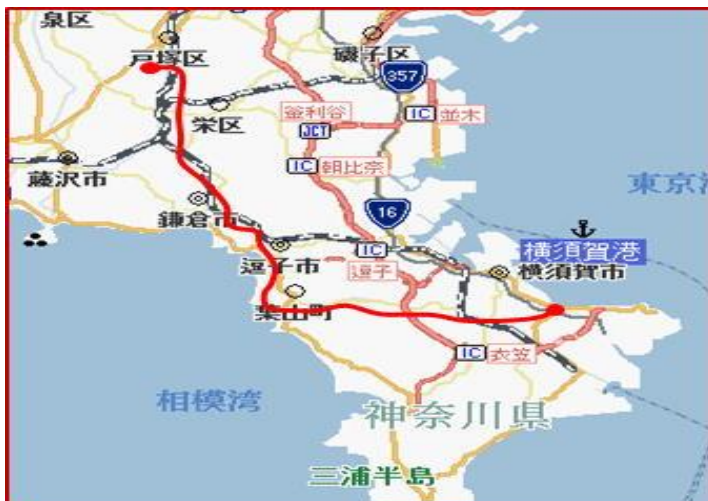 泉区
戸塚区
磯子区
357
栄区
釜利谷
JCT
IC 並木
IC 朝比奈
藤沢市
東京湾
鎌倉市
16
逗子市
IC
逗子
横須賀港
横須賀市
葉山町
IC 衣笠
相模湾
神奈川県
三浦半島